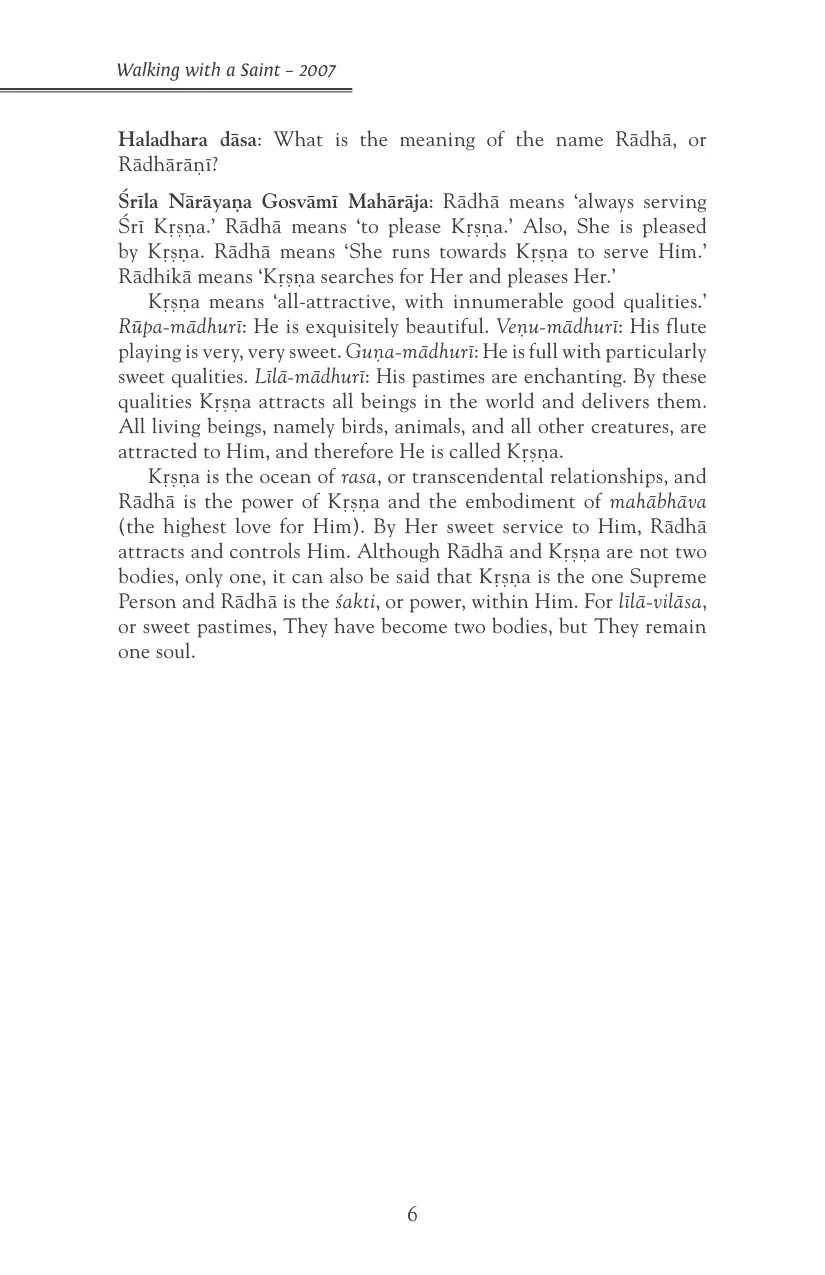 Walking with a Saint – 2007
Haladhara dāsa: What is the meaning of the name Rādhā, or
Rādhārāṇī?
Śrīla Nārāyaṇa Gosvāmī Mahārāja: Rādhā means ‘always serving
Śrī Kṛṣṇa.’ Rādhā means ‘to please Kṛṣṇa.’ Also, She is pleased
by Kṛṣṇa. Rādhā means ‘She runs towards Kṛṣṇa to serve Him.’
Rādhikā means ‘Kṛṣṇa searches for Her and pleases Her.’
Kṛṣṇa means ‘all-attractive, with innumerable good qualities.’
Rūpa-mādhurī: He is exquisitely beautiful. Veṇu-mādhurī: His flute
playing is very, very sweet. Guṇa-mādhurī: He is full with particularly
sweet qualities. Līlā-mādhurī: His pastimes are enchanting. By these
qualities Kṛṣṇa attracts all beings in the world and delivers them.
All living beings, namely birds, animals, and all other creatures, are
attracted to Him, and therefore He is called Kṛṣṇa.
Kṛṣṇa is the ocean of rasa, or transcendental relationships, and
Rādhā is the power of Kṛṣṇa and the embodiment of mahābhāva
(the highest love for Him). By Her sweet service to Him, Rādhā
attracts and controls Him. Although Rādhā and Kṛṣṇa are not two
bodies, only one, it can also be said that Kṛṣṇa is the one Supreme
Person and Rādhā is the śakti, or power, within Him. For līlā-vilāsa,
or sweet pastimes, They have become two bodies, but They remain
one soul.
6